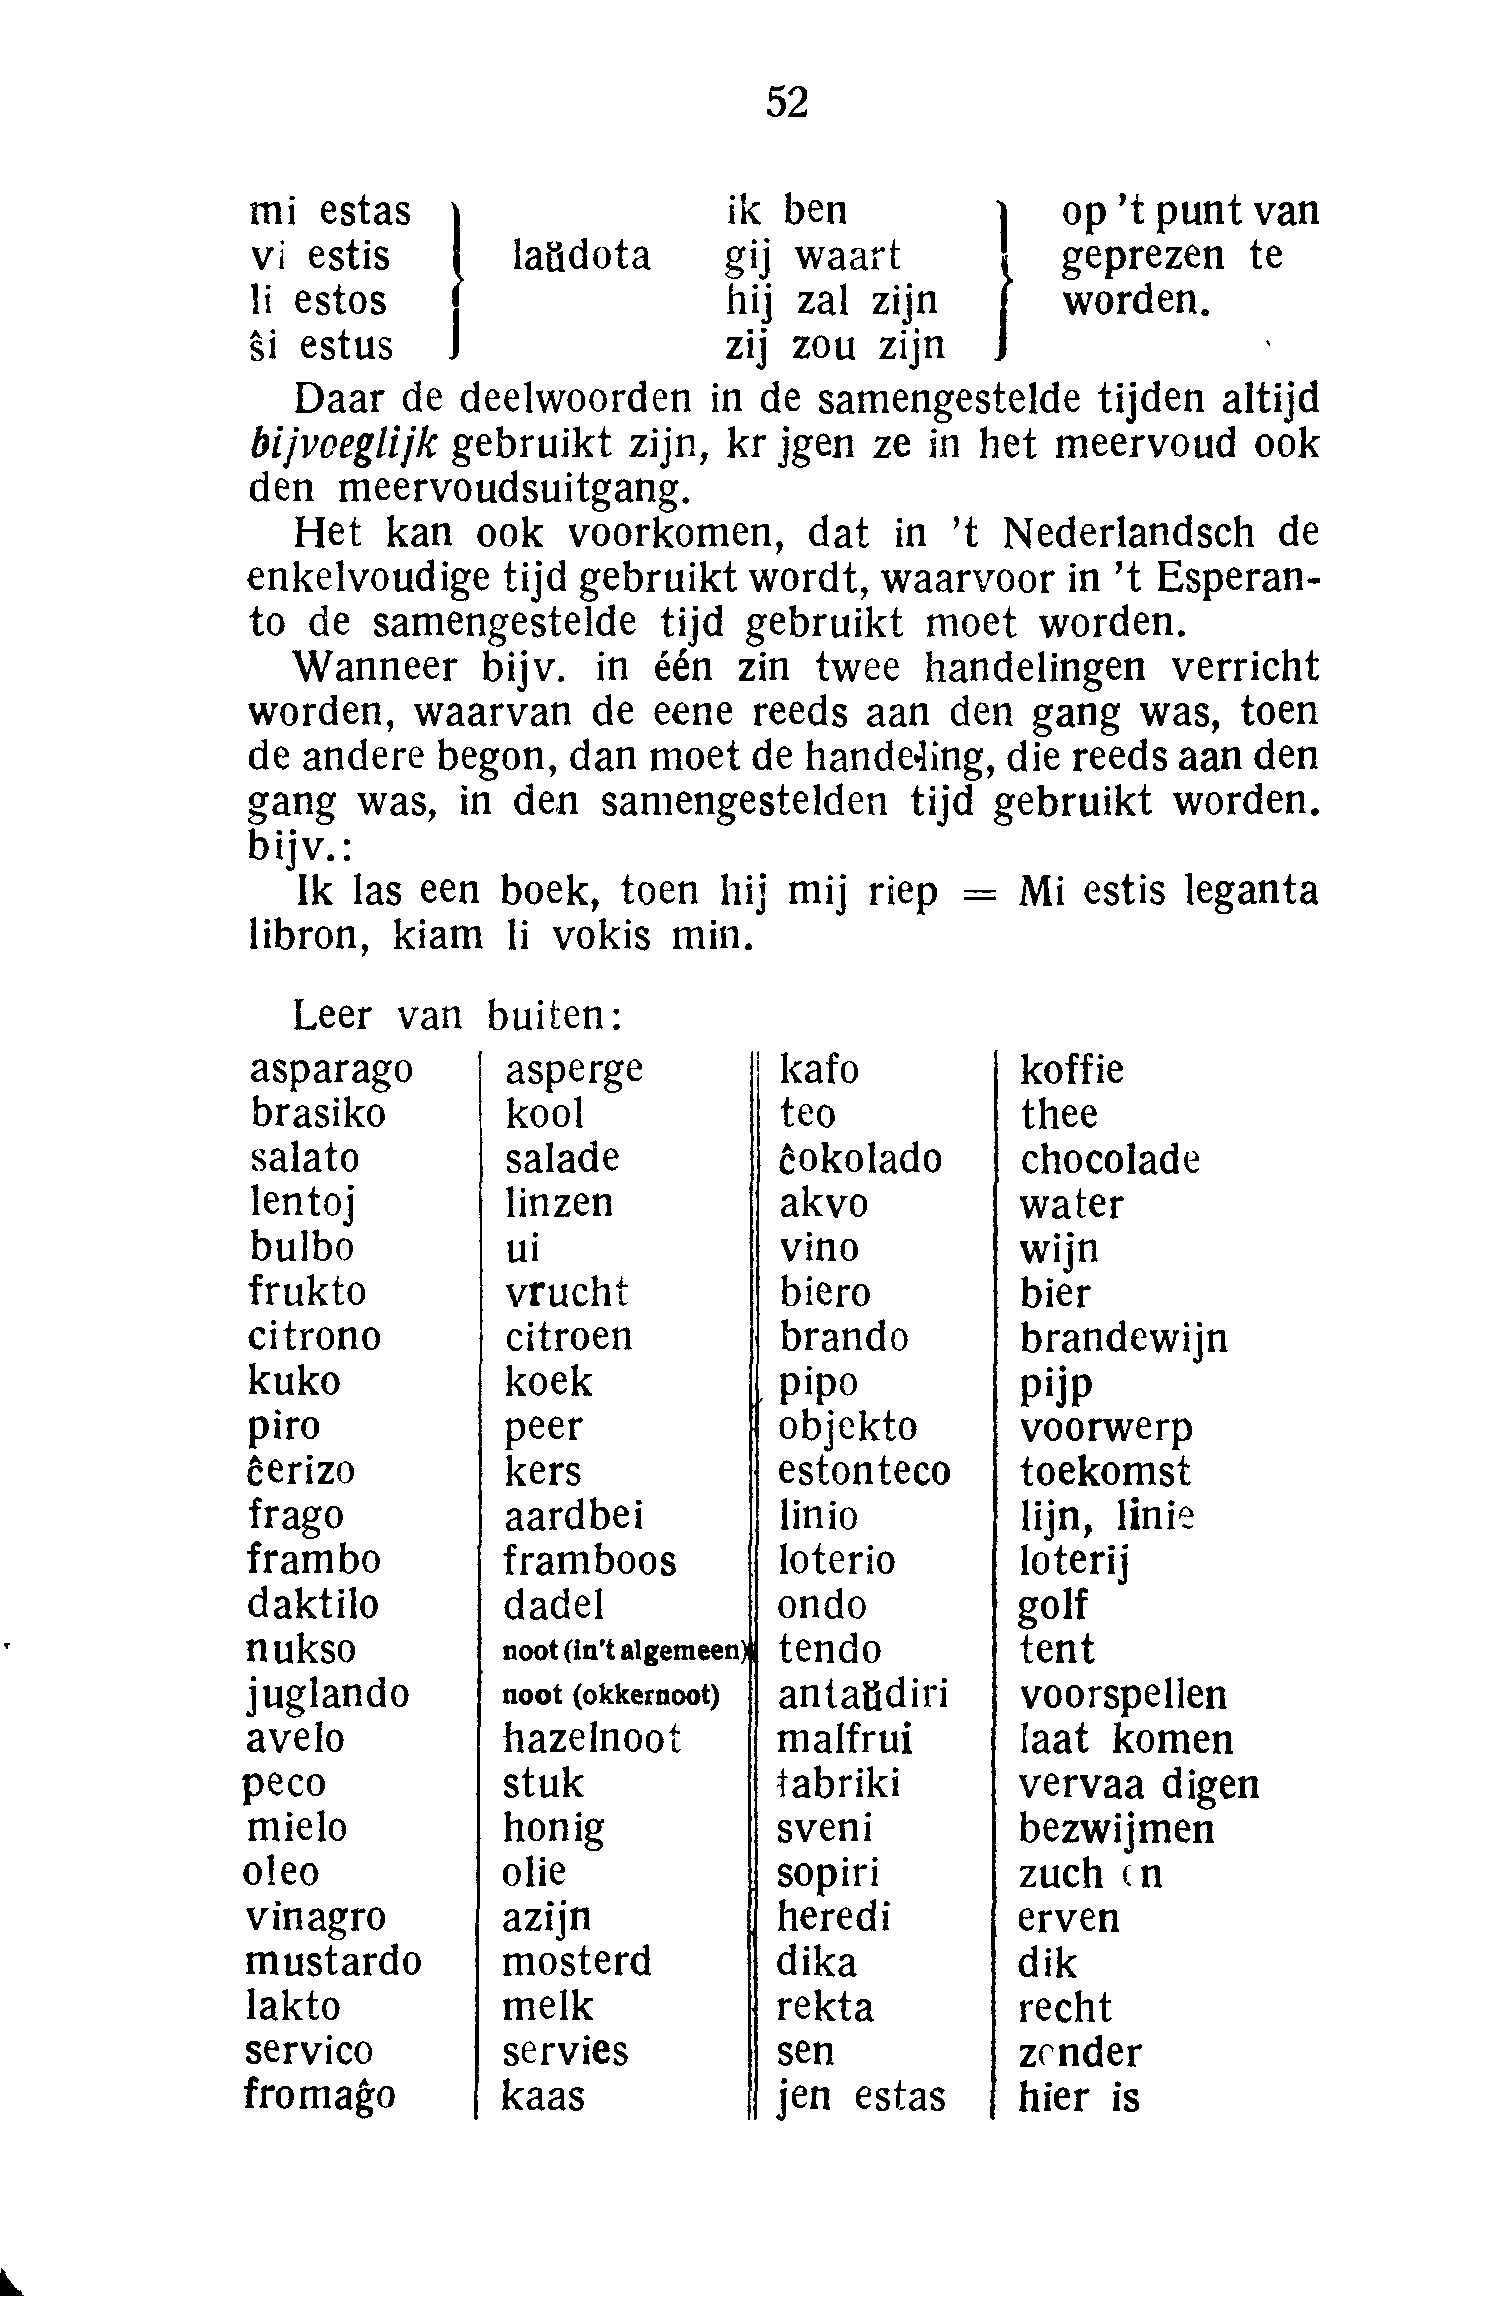 52
mi estas laŭdota ik ben op 't punt van
vi estis gij waart geprezen te
li estos hij zal zijn worden.
ŝi estus zij zou zijn
Daar de deelwoorden in de samengestelde tijden altijd
bijvoeglijk gebruikt zijn, kr jgen ze in het meervoud ook
den meervoudsuitgang.
Het kan ook voorkomen, dat in 't Nederlandsch de
enkelvoudige tijd gebruikt wordt, waarvoor in 't Esperan-
to de samengestelde tijd gebruikt moet worden.
Wanneer bijv. in één zin twee handelingen verricht
worden, waarvan de eene reeds aan den gang was, toen
de andere begon, dan moet de handeling, die reeds aan den
gang was, in den samengestelden tijd gebruikt worden.
bijv.:
Ik las een boek, toen hij mij riep = Mi estis leganta
libron, kiam li vokis min.
Leer van buiten:
asparago asperge kafo koffie
brasiko kool teo thee
salato salade ĉokolado chocolade
lentoj linzen akvo water
bulbo ui vino wijn
frukto vrucht biero bier
citrono citroen brando brandewijn
kuko koek pipo pijp
piro peer objekto voorwerp
ĉerizo kers estonteco toekomst
frago aardbei linio lijn, linie
frambo framboos loterio loterij
daktilo dadel ondo golf
nukso noot (in't algemeen) tendo tent
juglando noot (okkernoot) antaŭdiri voorspellen
avelo hazelnoot malfrui laat komen
peco stuk fabriki vervaa digen
mielo honig sveni bezwijmen
oleo olie sopiri zuch en
vinagro azijn heredi erven
mustardo mosterd dika dik
lakto melk rekta recht
servico servies sen zonder
fromaĝo kaas jen estas hier is